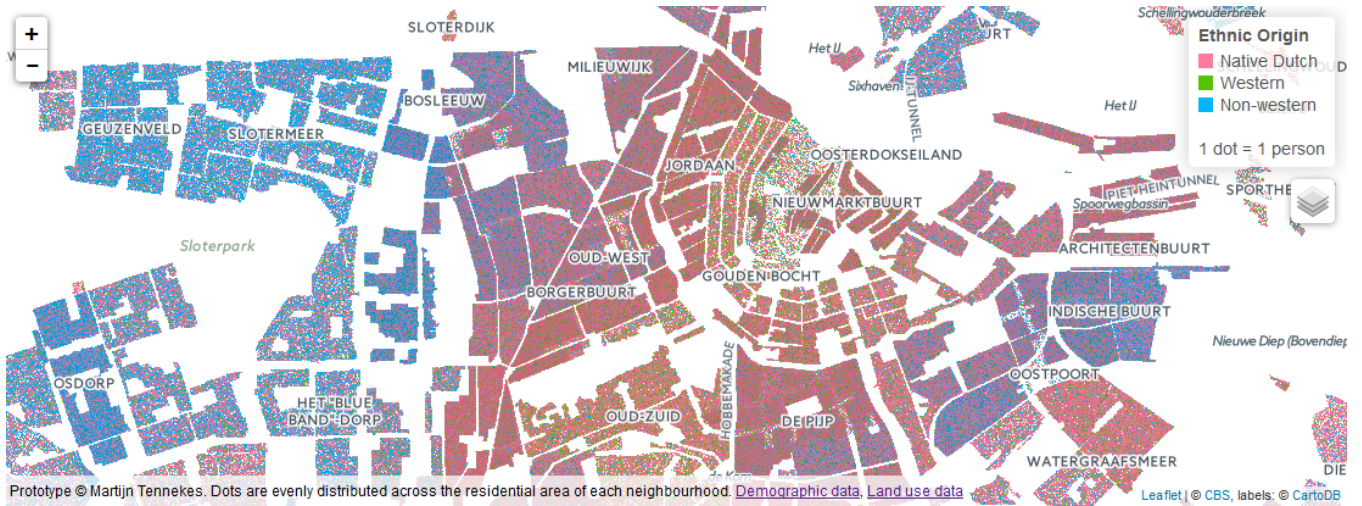 SLOTERDIJK
Schellingwouderbreek
+
−
Ethnic Origin
Native Dutch
Western
Non-western
1 dot = 1 person
Het IJ
MILIEUWIJK
Sixhaven
IJ-TUNNEL
Het IJ
BOSLEEUW
GEUZENVELD
SLOTERMEER
JORDAAN
OOSTERDOKSEILAND
PIET HEINTUNNEL
SPORTHE
NIEUWMARKTBUURT
Spoorwegbassin
Sloterpark
ARCHITECTENBUURT
OUD-WEST
GOUDEN BOCHT
BORGERBUURT
INDISCHE BUURT
Nieuwe Diep (Bovendiep
OSDORP
HOBBEMAKADE
OOSTPOORT
HET "BLUE
BAND"-DORP
OUD-ZUID
DE PIJP
WATERGRAAFSMEER
DIE
de Kom
Prototype © Martijn Tennekes. Dots are evenly distributed across the residential area of each neighbourhood. Demographic data, Land use data
Leaflet | © CBS, labels: © CartoDB